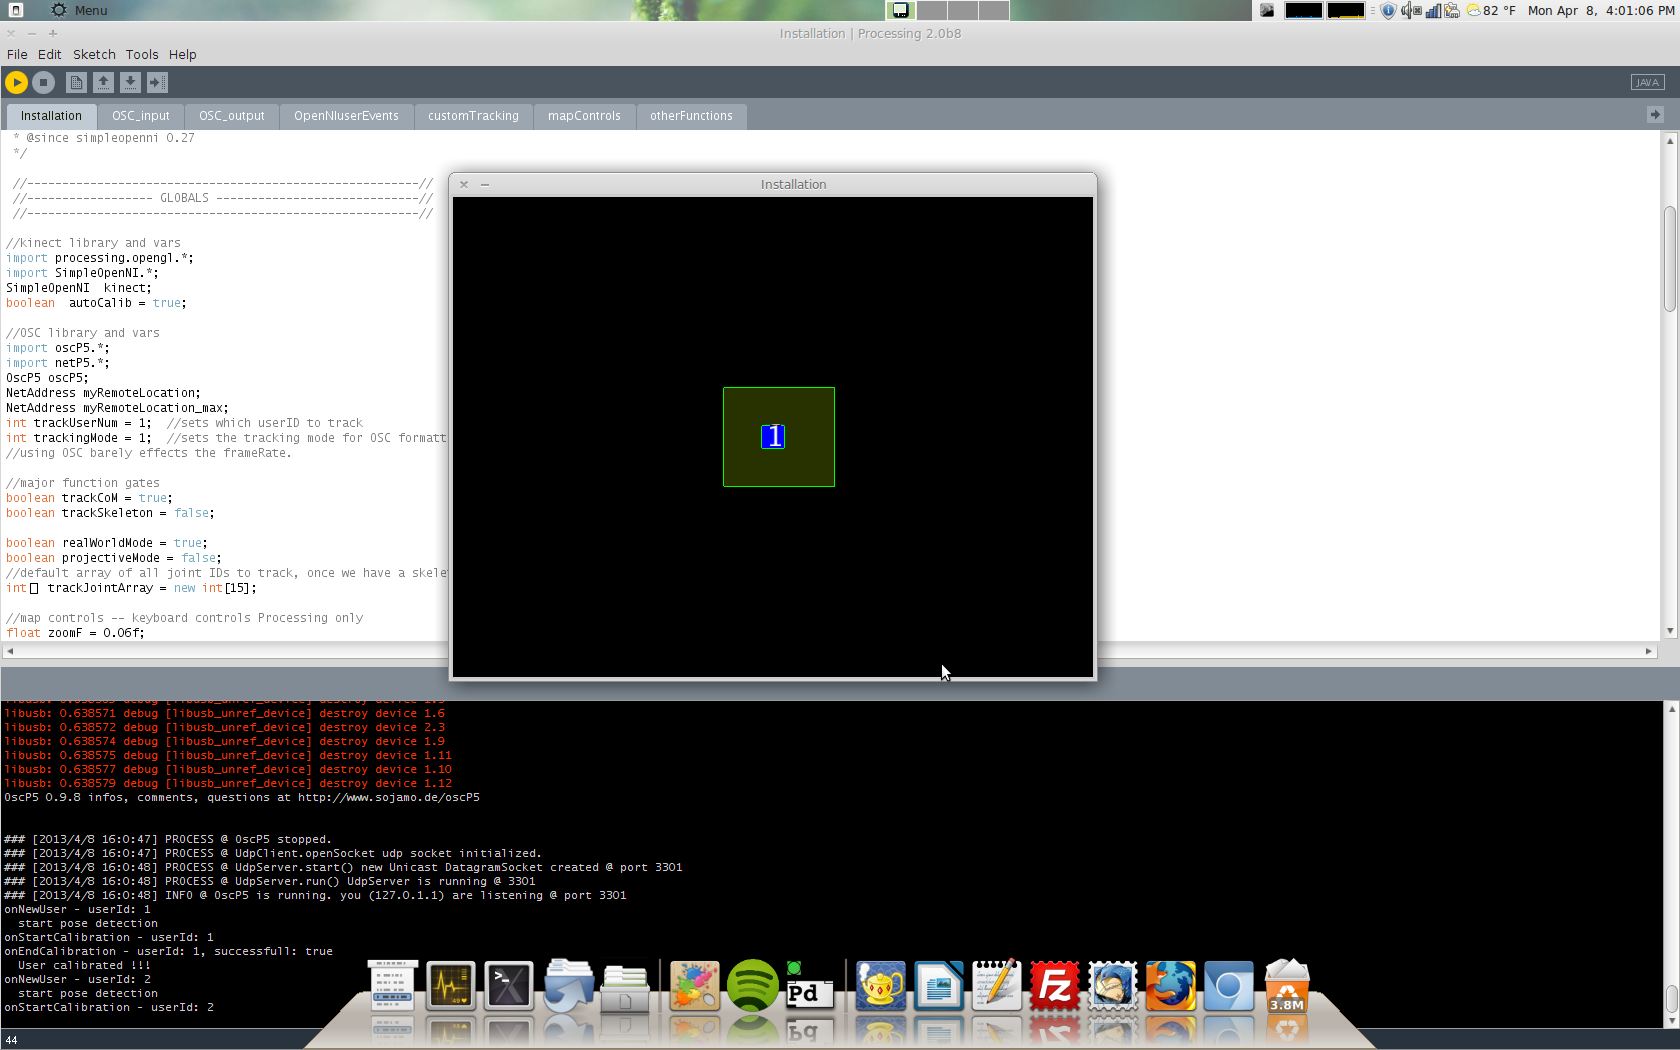 Menu
82 °F Mon Apr 8, 4:01:06 PM
Installation | Processing 2.0b8
File Edit Sketch Tools Help
JAVA
Installation OSC_input OSC_output OpenNIuserEvents customTracking mapControls otherFunctions
* @since simpleopenni 0.27
*/
//--------------------------------------------------------//
//------------------ GLOBALS -----------------------------//
//--------------------------------------------------------//
//kinect library and vars
import processing.opengl.*;
import SimpleOpenNI.*;
SimpleOpenNI  kinect;
boolean  autoCalib = true;
//OSC library and vars
import oscP5.*;
import netP5.*;
OscP5 oscP5;
NetAddress myRemoteLocation;
NetAddress myRemoteLocation_max;
int trackUserNum = 1;  //sets which userID to track
int trackingMode = 1;  //sets the tracking mode for OSC formatt
//using OSC barely effects the frameRate.
//major function gates
boolean trackCoM = true;
boolean trackSkeleton = false;
boolean realWorldMode = true;
boolean projectiveMode = false;
//default array of all joint IDs to track, once we have a skele
int[] trackJointArray = new int[15];
//map controls -- keyboard controls Processing only
float zoomF = 0.06f;
Installation
1
libusb: 0.638571 debug [libusb_unref_device] destroy device 1.6
libusb: 0.638572 debug [libusb_unref_device] destroy device 2.3
libusb: 0.638574 debug [libusb_unref_device] destroy device 1.9
libusb: 0.638575 debug [libusb_unref_device] destroy device 1.11
libusb: 0.638577 debug [libusb_unref_device] destroy device 1.10
libusb: 0.638579 debug [libusb_unref_device] destroy device 1.12
OscP5 0.9.8 infos, comments, questions at http://www.sojamo.de/oscP5
### [2013/4/8 16:0:47] PROCESS @ OscP5 stopped.
### [2013/4/8 16:0:47] PROCESS @ UdpClient.openSocket udp socket initialized.
### [2013/4/8 16:0:48] PROCESS @ UdpServer.start() new Unicast DatagramSocket created @ port 3301
### [2013/4/8 16:0:48] PROCESS @ UdpServer.run() UdpServer is running @ 3301
### [2013/4/8 16:0:48] INFO @ OscP5 is running. you (127.0.1.1) are listening @ port 3301
onNewUser - userId: 1
start pose detection
onStartCalibration - userId: 1
onEndCalibration - userId: 1, successfull: true
User calibrated !!!
onNewUser - userId: 2
start pose detection
onStartCalibration - userId: 2
Pd
Fz
3.8M
44